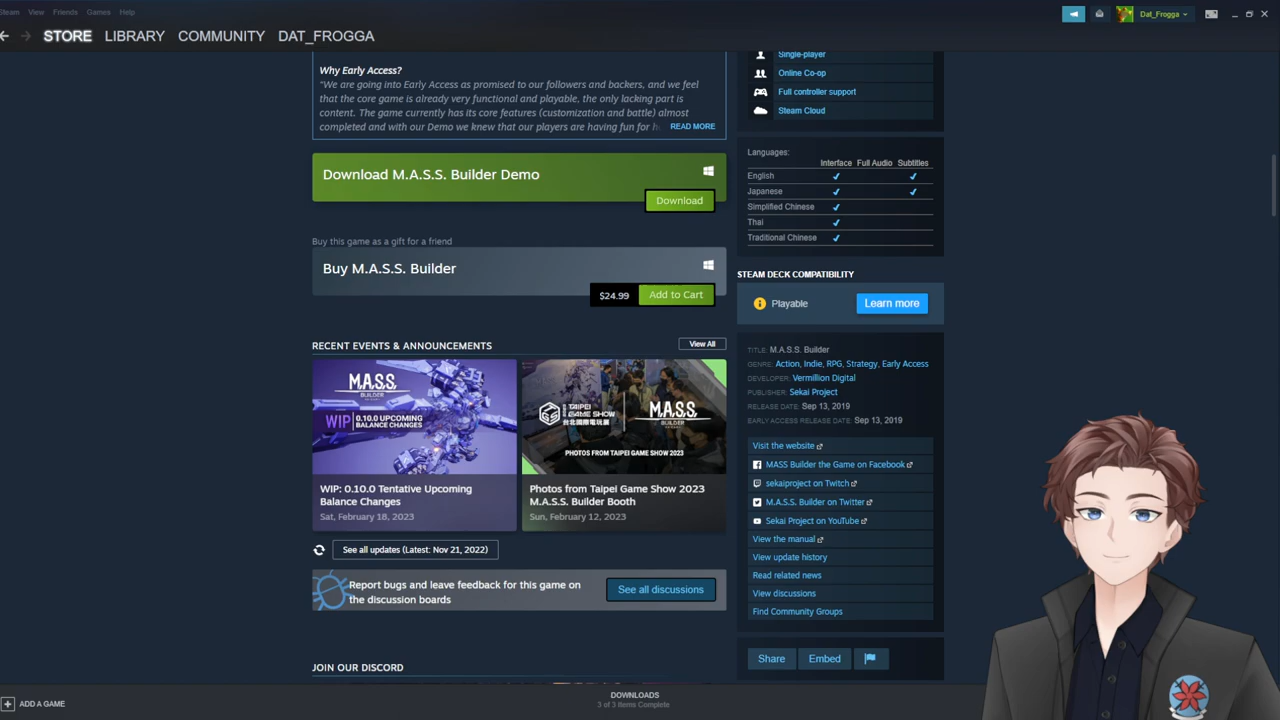 Steam View Friends Games Help
Dat_Frogga
STORE LIBRARY COMMUNITY DAT_FROGGA
Why Early Access?
"We are going into Early Access as promised to our followers and backers, and we feel
that the core game is already very functional and playable, the only lacking part is
content. The game currently has its core features (customization and battle) almost
completed and with our Demo we knew that our players are having fun for
READ MORE
Download M.A.S.S. Builder Demo
Download
Buy this game as a gift for a friend
Buy M.A.S.S. Builder
$24.99 Add to Cart
RECENT EVENTS & ANNOUNCEMENTS
View All
M.A.S.S.
BUILDER
WIP 0.10.0 UPCOMING
BALANCE CHANGES
WIP: 0.10.0 Tentative Upcoming
Balance Changes
Sat, February 18, 2023
TAIPEI
GAME SHOW
台北國際電玩展
M.A.S.S.
BUILDER
PHOTOS FROM TAIPEI GAME SHOW 2023
Photos from Taipei Game Show 2023
M.A.S.S. Builder Booth
Sun, February 12, 2023
See all updates (Latest: Nov 21, 2022)
Report bugs and leave feedback for this game on
the discussion boards
See all discussions
JOIN OUR DISCORD
Single-player
Online Co-op
Full controller support
Steam Cloud
Languages:
Interface Full Audio Subtitles
English ✔ ✔
Japanese ✔ ✔
Simplified Chinese ✔
Thai ✔
Traditional Chinese ✔
STEAM DECK COMPATIBILITY
Playable
Learn more
TITLE: M.A.S.S. Builder
GENRE: Action, Indie, RPG, Strategy, Early Access
DEVELOPER: Vermillion Digital
PUBLISHER: Sekai Project
RELEASE DATE: Sep 13, 2019
EARLY ACCESS RELEASE DATE: Sep 13, 2019
Visit the website
MASS Builder the Game on Facebook
sekaiproject on Twitch
M.A.S.S. Builder on Twitter
Sekai Project on YouTube
View the manual
View update history
Read related news
View discussions
Find Community Groups
Share Embed
+ ADD A GAME
DOWNLOADS
3 of 3 Items Complete